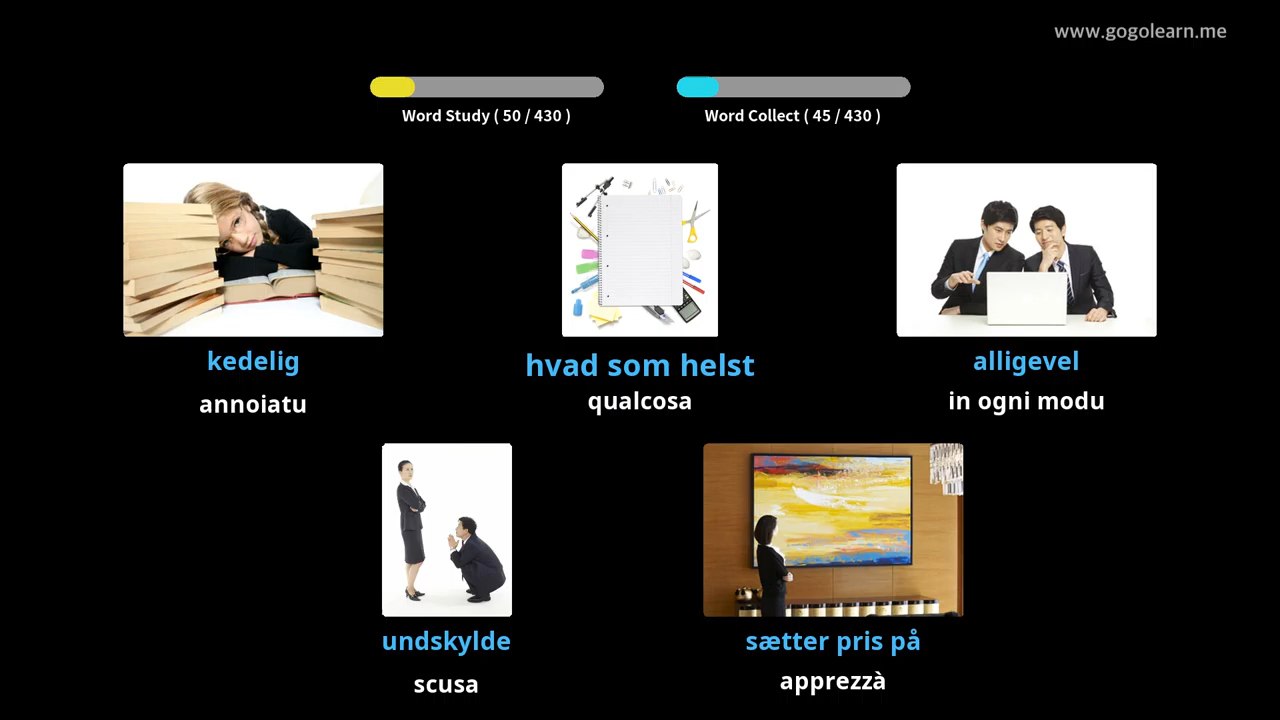 www.gogolearn.me
Word Study ( 50 / 430 )
Word Collect ( 45 / 430 )
kedelig
annoiatu
hvad som helst
qualcosa
alligevel
in ogni modu
undskylde
scusa
sætter pris på
apprezzà